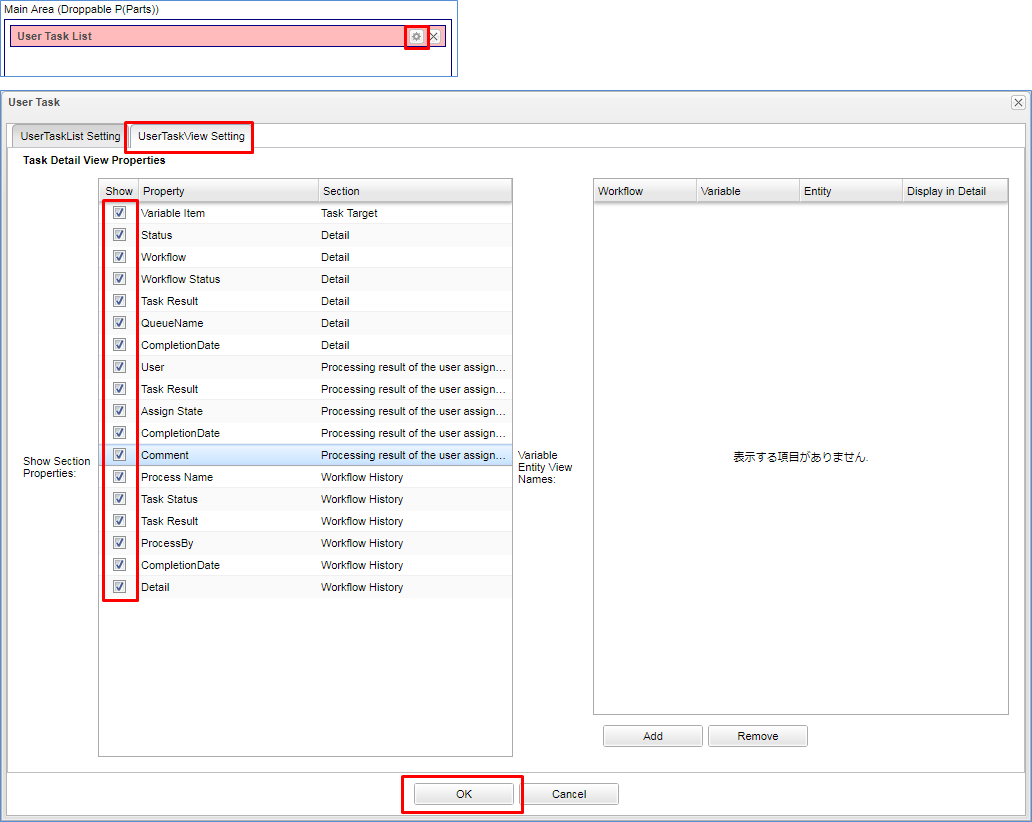 Main Area (Droppable P(Parts))
User Task List
User Task
UserTaskList Setting
UserTaskView Setting
Task Detail View Properties
Show Section
Properties:
Show Property Section
Variable Item Task Target
Status Detail
Workflow Detail
Workflow Status Detail
Task Result Detail
QueueName Detail
CompletionDate Detail
User Processing result of the user assign...
Task Result Processing result of the user assign...
Assign State Processing result of the user assign...
CompletionDate Processing result of the user assign...
Comment Processing result of the user assign...
Process Name Workflow History
Task Status Workflow History
Task Result Workflow History
ProcessBy Workflow History
CompletionDate Workflow History
Detail Workflow History
Variable
Entity View
Names:
Workflow Variable Entity Display in Detail
表示する項目がありません.
Add Remove
OK Cancel